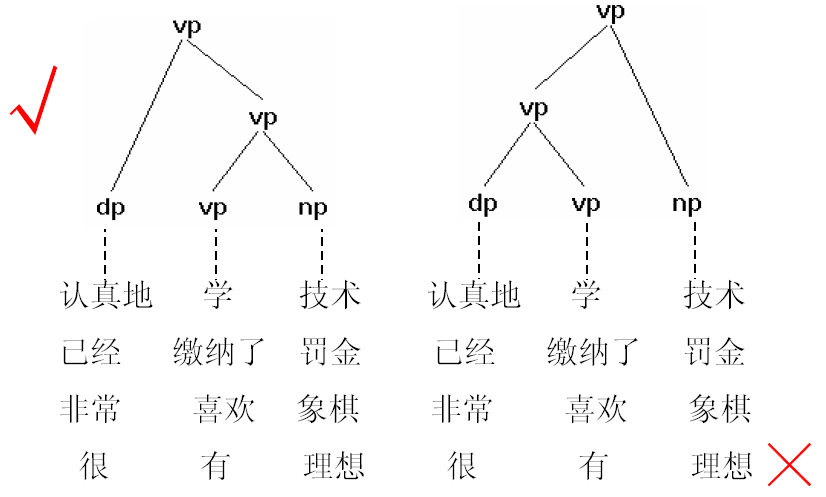 vp vp
vp vp
dp vp np dp vp np
认真地 学 技术 认真地 学 技术
已经 缴纳了 罚金 已经 缴纳了 罚金
非常 喜欢 象棋 非常 喜欢 象棋
很 有 理想 很 有 理想